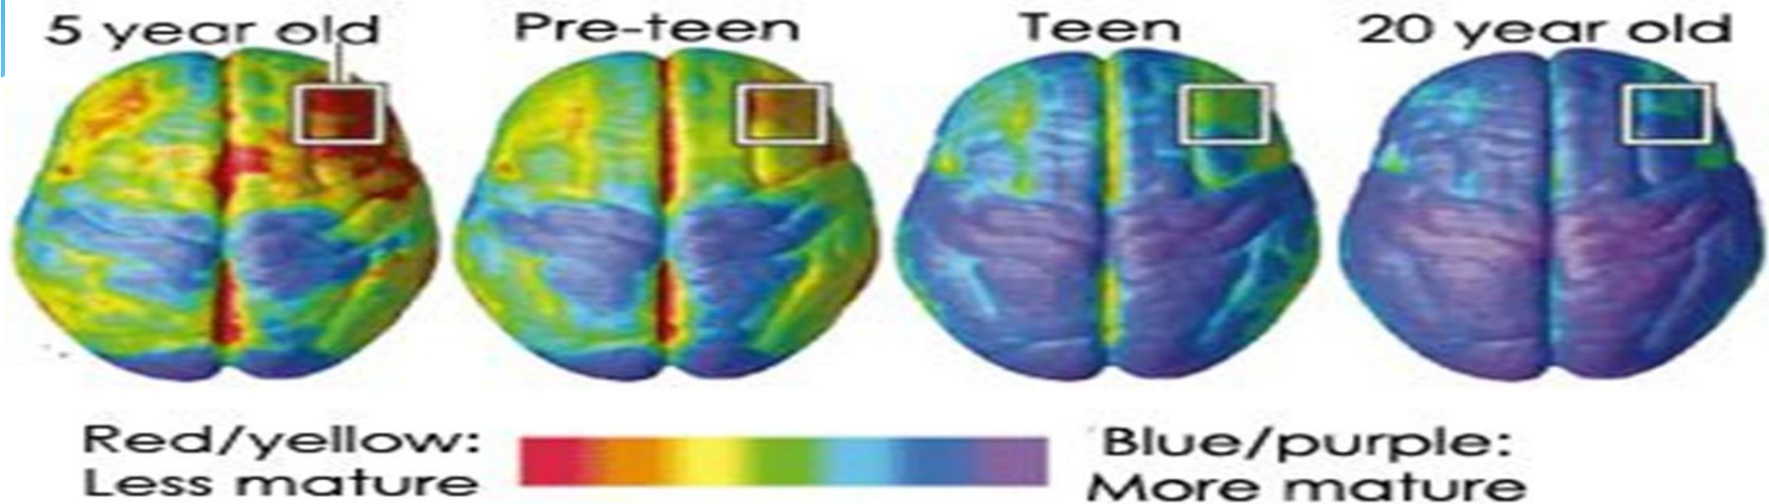 5 year old
Pre-teen
Teen
20 year old
Red/yellow:
Less mature
Blue/purple:
More mature